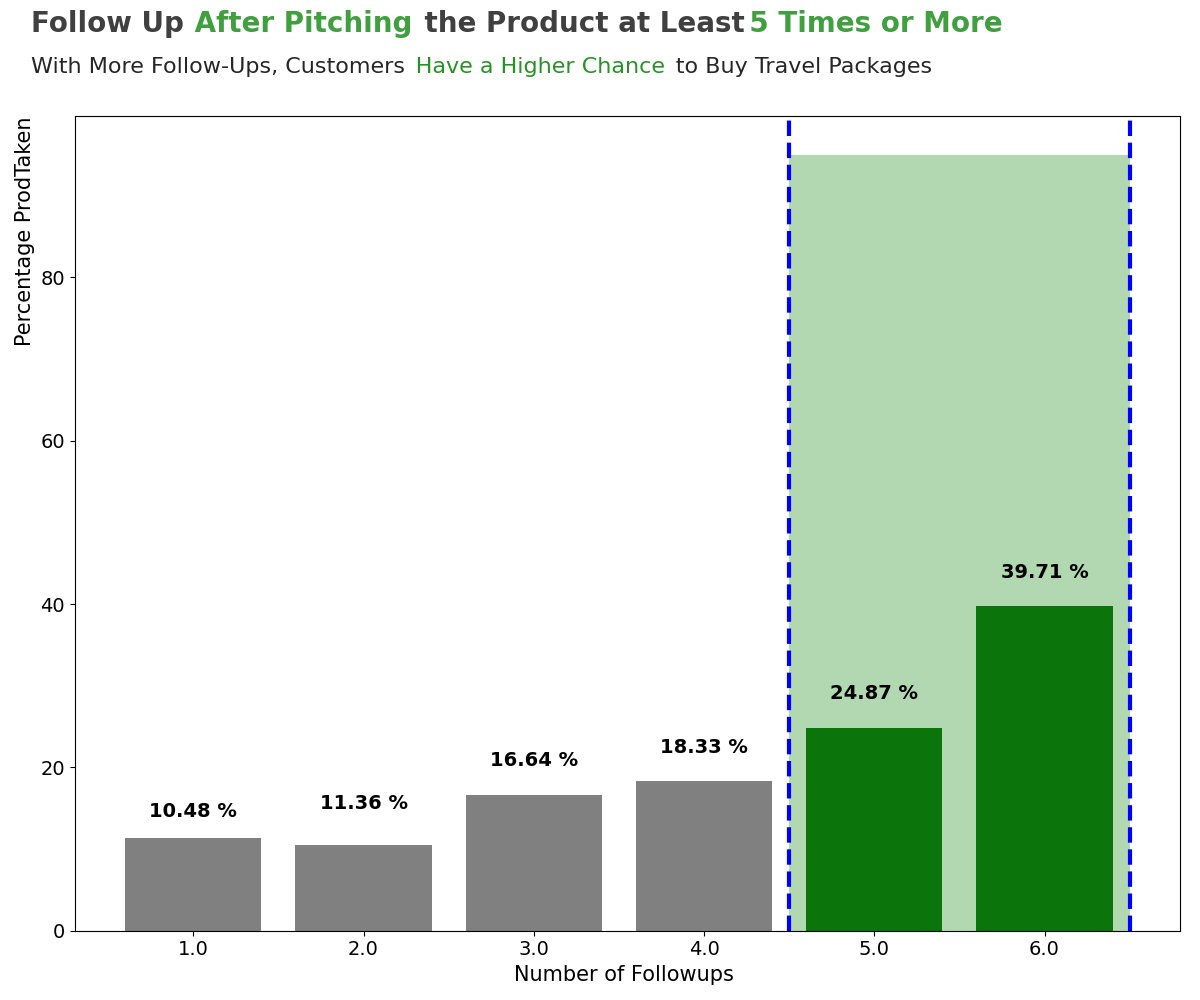 Follow Up After Pitching the Product at Least 5 Times or More
With More Follow-Ups, Customers Have a Higher Chance to Buy Travel Packages
Percentage ProdTaken
80
60
40
20
0
10.48 %
11.36 %
16.64 %
18.33 %
24.87 %
39.71 %
1.0 2.0 3.0 4.0 5.0 6.0
Number of Followups